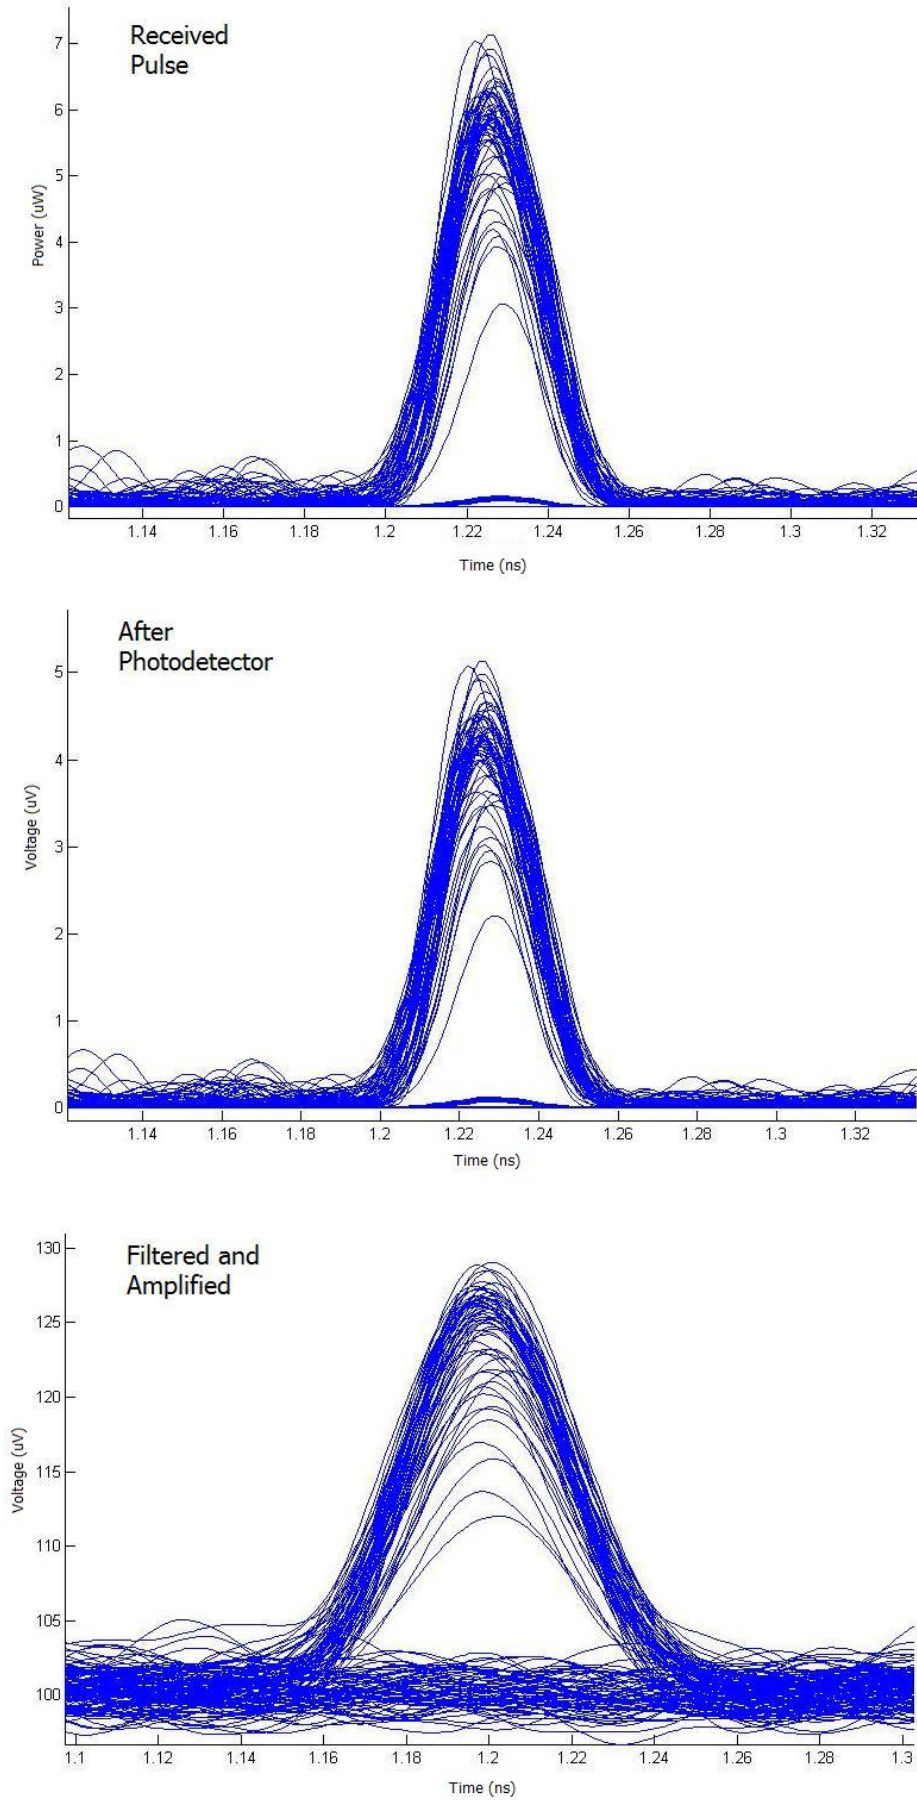 Received
Pulse
7
6
5
4
3
2
1
0
Power (uW)
1.14 1.16 1.18 1.2 1.22 1.24 1.26 1.28 1.3 1.32
Time (ns)
After
Photodetector
5
4
3
2
1
0
Voltage (uV)
1.14 1.16 1.18 1.2 1.22 1.24 1.26 1.28 1.3 1.32
Time (ns)
Filtered and
Amplified
130
125
120
115
110
105
100
Voltage (uV)
1.1 1.12 1.14 1.16 1.18 1.2 1.22 1.24 1.26 1.28 1.3
Time (ns)